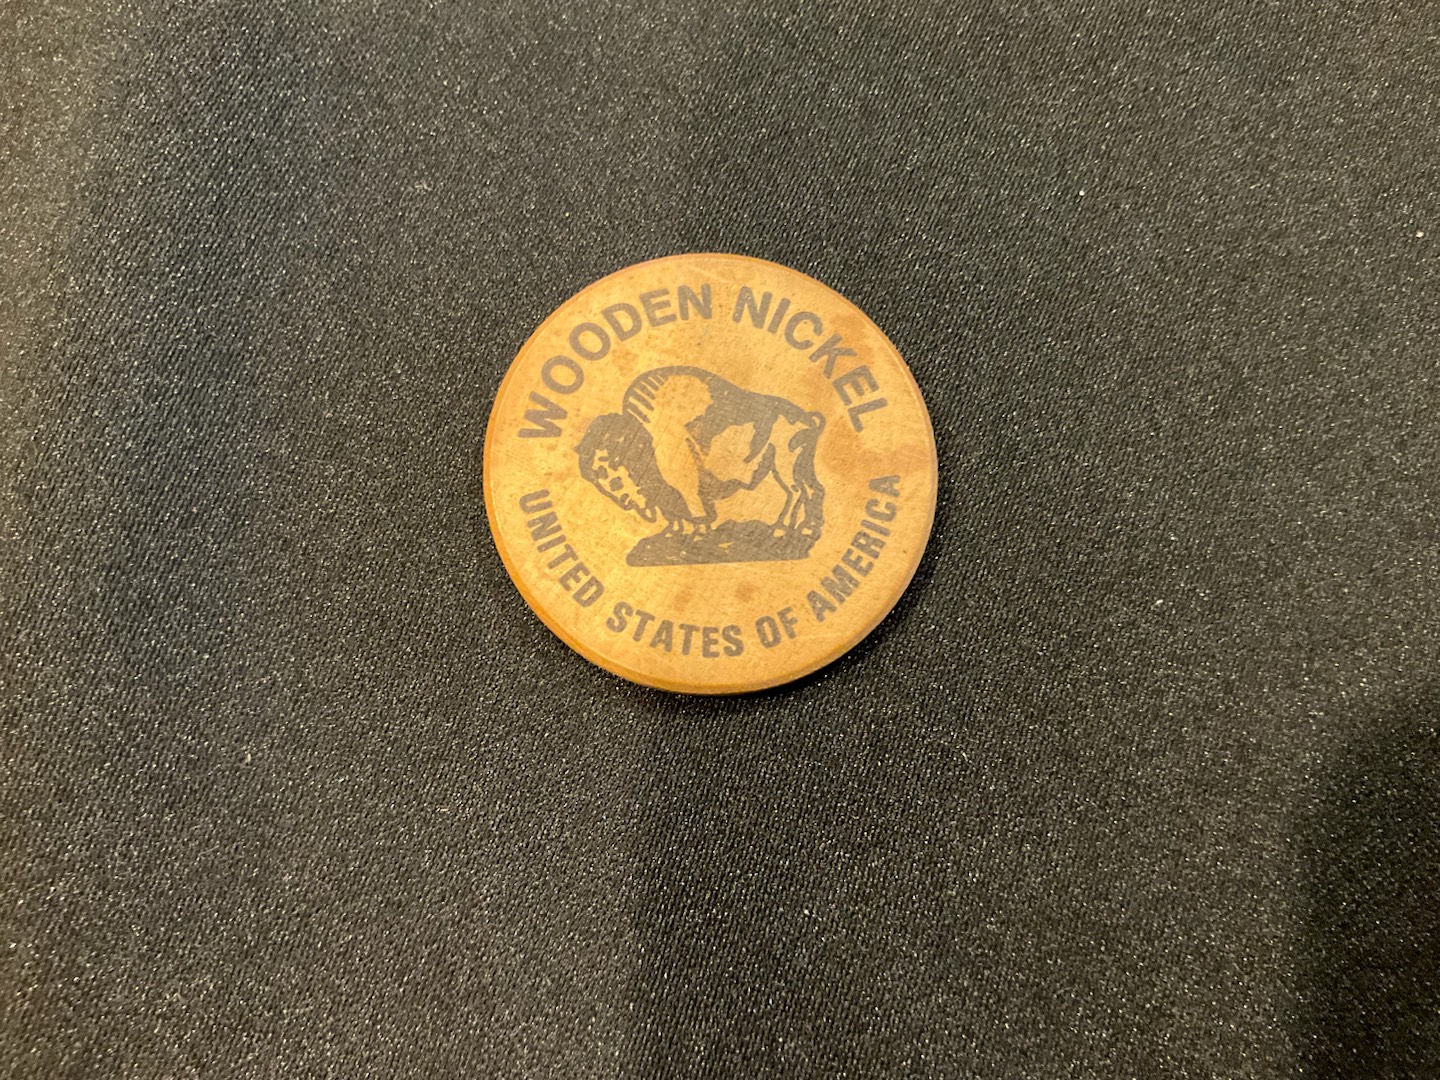 WOODEN NICKEL
UNITED STATES OF AMERICA